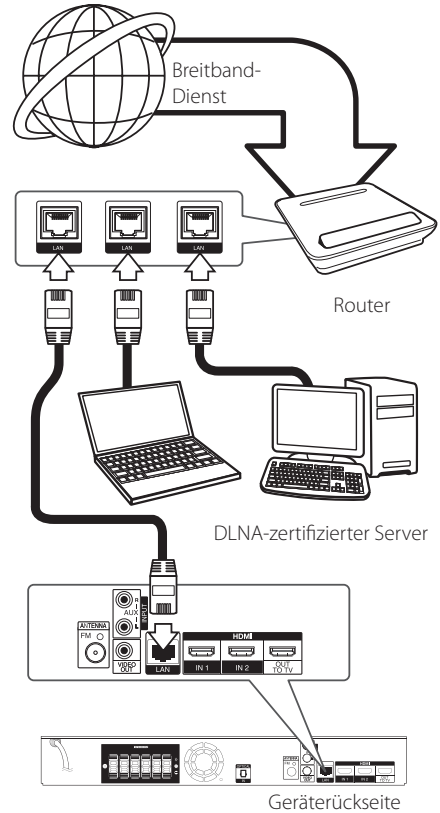 Breitband-
Dienst
LAN
LAN
LAN
Router
DLNA-zertifizierter Server
ANTENNA
FM
R
AUX
L
INPUT
VIDEO
OUT
LAN
HDMI
IN 1
IN 2
OUT
TO TV
Geräterückseite